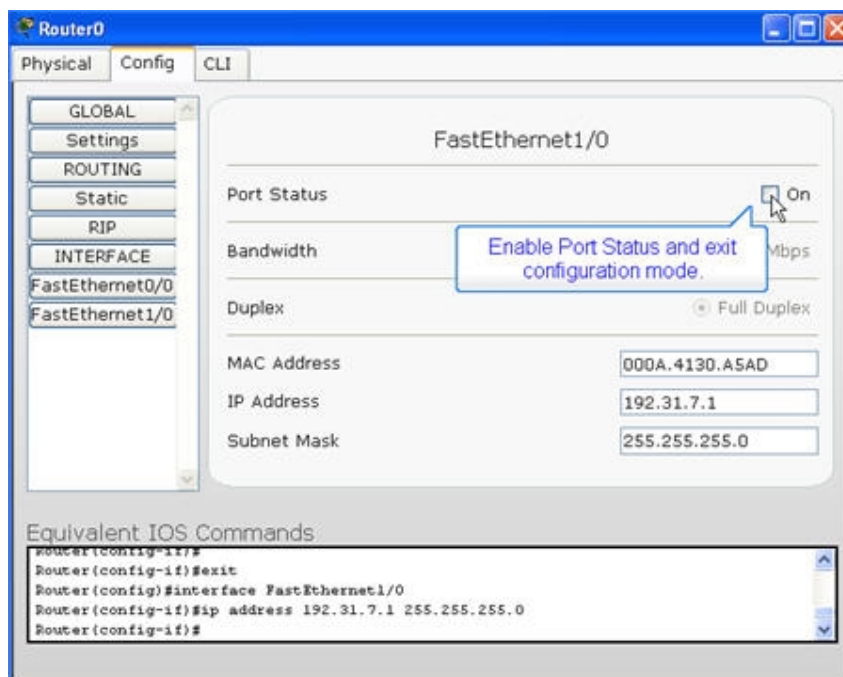 Router0
Physical
Config
CLI
GLOBAL
Settings
ROUTING
Static
RIP
INTERFACE
FastEthernet0/0
FastEthernet1/0
FastEthernet1/0
Port Status
On
Enable Port Status and exit
configuration mode.
Bandwidth
Mbps
Duplex
Full Duplex
MAC Address
000A.4130.A5AD
IP Address
192.31.7.1
Subnet Mask
255.255.255.0
Equivalent IOS Commands
Router(config-if)#
Router(config-if)#exit
Router(config)#interface FastEthernet1/0
Router(config-if)#ip address 192.31.7.1 255.255.255.0
Router(config-if)#